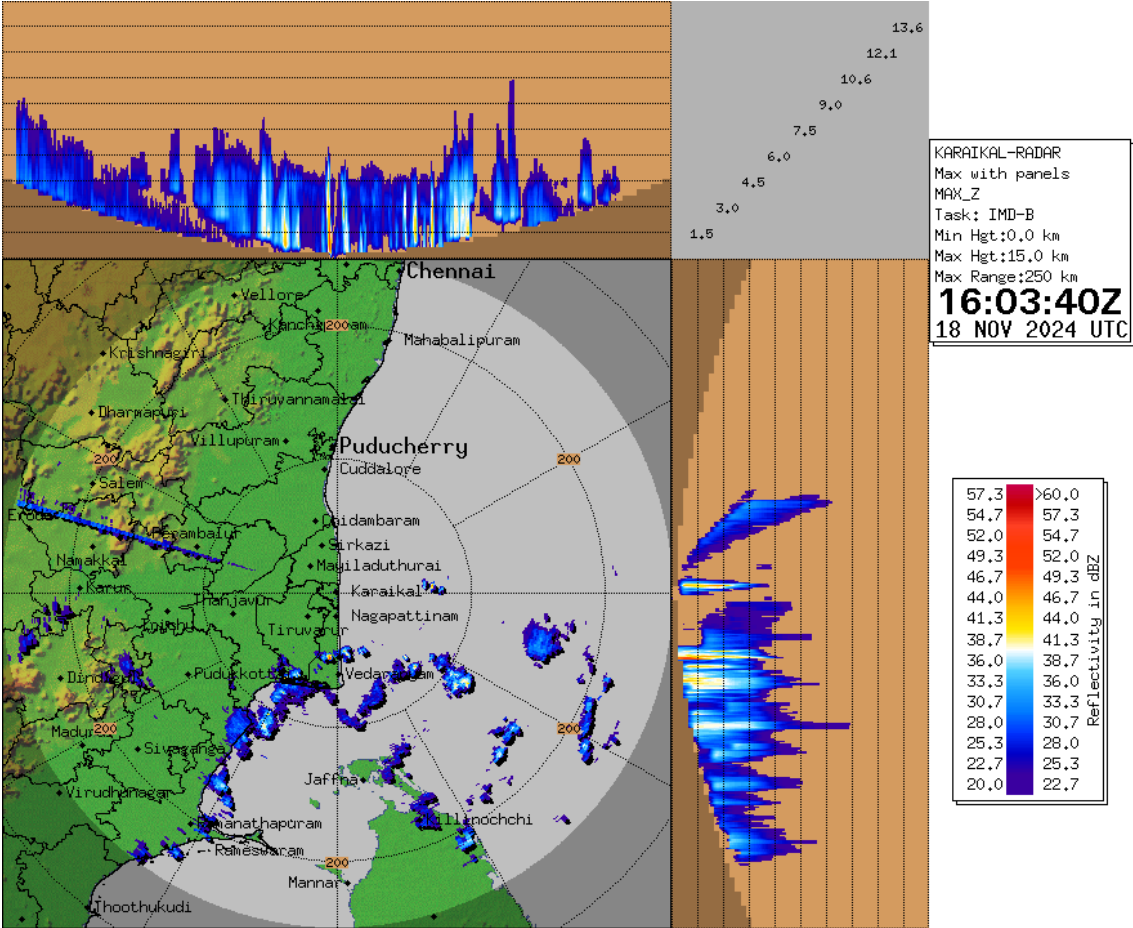 13.6
12.1
10.6
9.0
7.5
6.0
4.5
3.0
1.5
KARAIKAL-RADAR
Max with panels
MAX_Z
Task: IMD-B
Min Hgt:0.0 km
Max Hgt:15.0 km
Max Range:250 km
16:03:40Z
18 NOV 2024 UTC
Chennai
Vellore
200
Mahabalipuram
Krishnagiri
Thiruvannamalai
Dharmapuri
Villupuram
Puducherry
200
200
Cuddalore
Salem
Chidambaram
Perambalur
Sirkazi
Namakkal
Mayiladuthurai
Karur
Karaikal
Thanjavur
Nagapattinam
Tiruvarur
Vedaranyam
200
200
Sivaganga
Jaffna
Virudhunagar
Killinochchi
Rameswaram
200
Mannar
Thoothukudi
57.3 >60.0
54.7 57.3
52.0 54.7
49.3 52.0
46.7 49.3
44.0 46.7
41.3 44.0
38.7 41.3
36.0 38.7
33.3 36.0
30.7 33.3
28.0 30.7
25.3 28.0
22.7 25.3
20.0 22.7
Reflectivity in dBZ